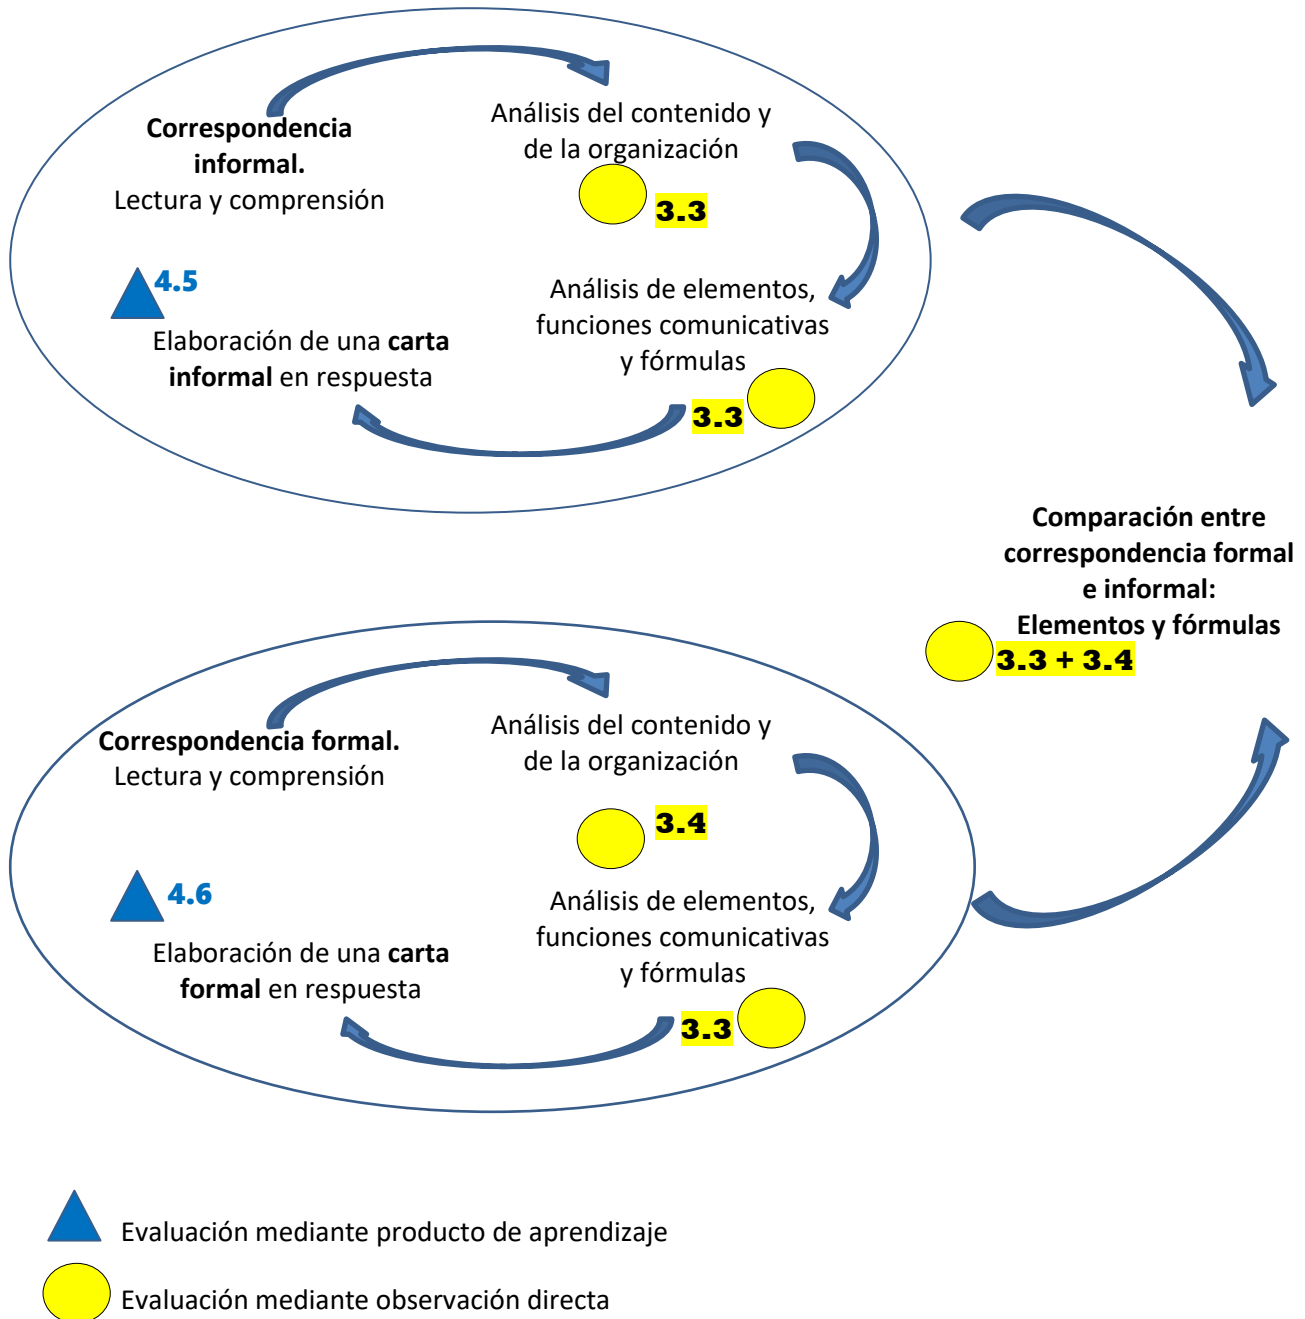 Correspondencia
informal.
Lectura y comprensión
Análisis del contenido y
de la organización
3.3
Análisis de elementos,
funciones comunicativas
y fórmulas
3.3
4.5
Elaboración de una carta
informal en respuesta
Comparación entre
correspondencia formal
e informal:
Elementos y fórmulas
3.3 + 3.4
Correspondencia formal.
Lectura y comprensión
Análisis del contenido y
de la organización
3.4
Análisis de elementos,
funciones comunicativas
y fórmulas
3.3
4.6
Elaboración de una carta
formal en respuesta
Evaluación mediante producto de aprendizaje
Evaluación mediante observación directa